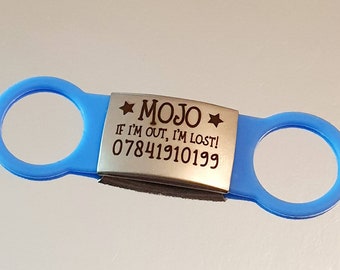 ★ MOJO ★
IF I'M OUT, I'M LOST!
07841910199